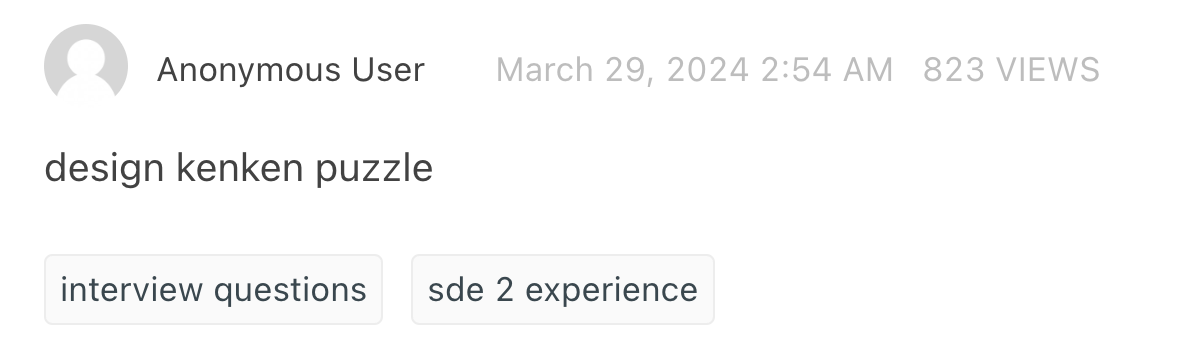 Anonymous User March 29, 2024 2:54 AM 823 VIEWS
design kenken puzzle
interview questions sde 2 experience